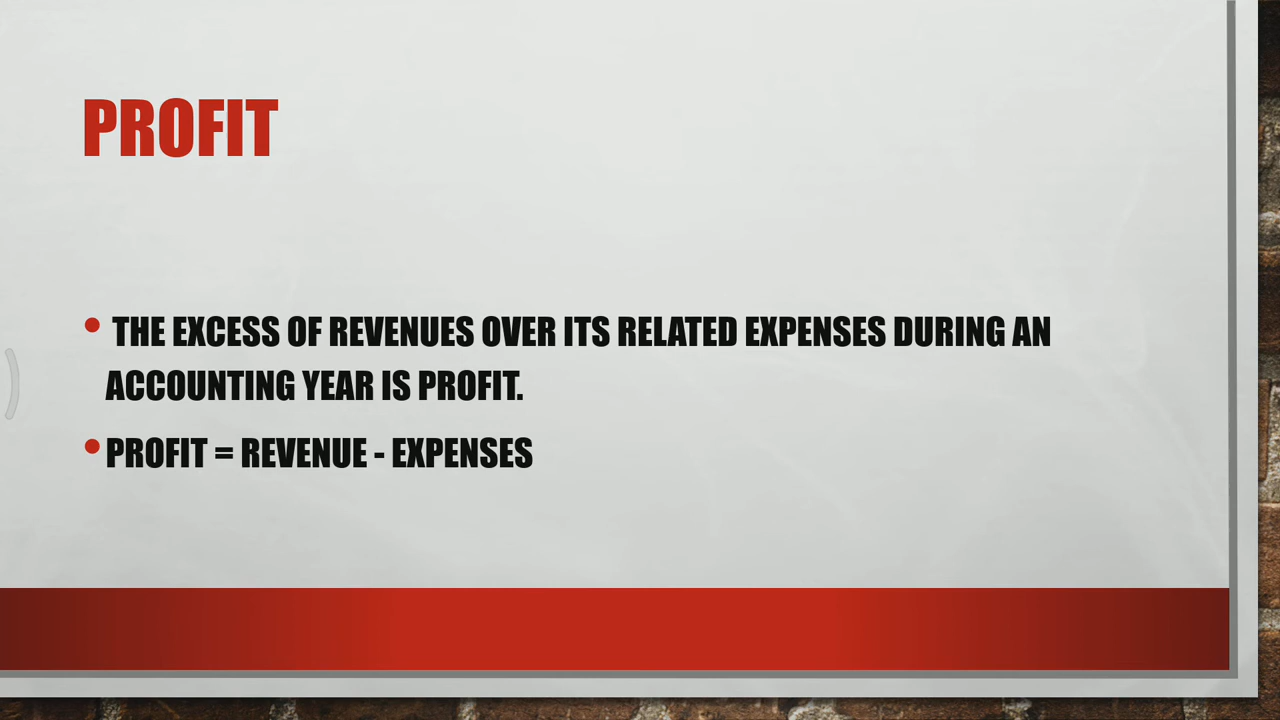 PROFIT
• THE EXCESS OF REVENUES OVER ITS RELATED EXPENSES DURING AN
ACCOUNTING YEAR IS PROFIT.
• PROFIT = REVENUE - EXPENSES